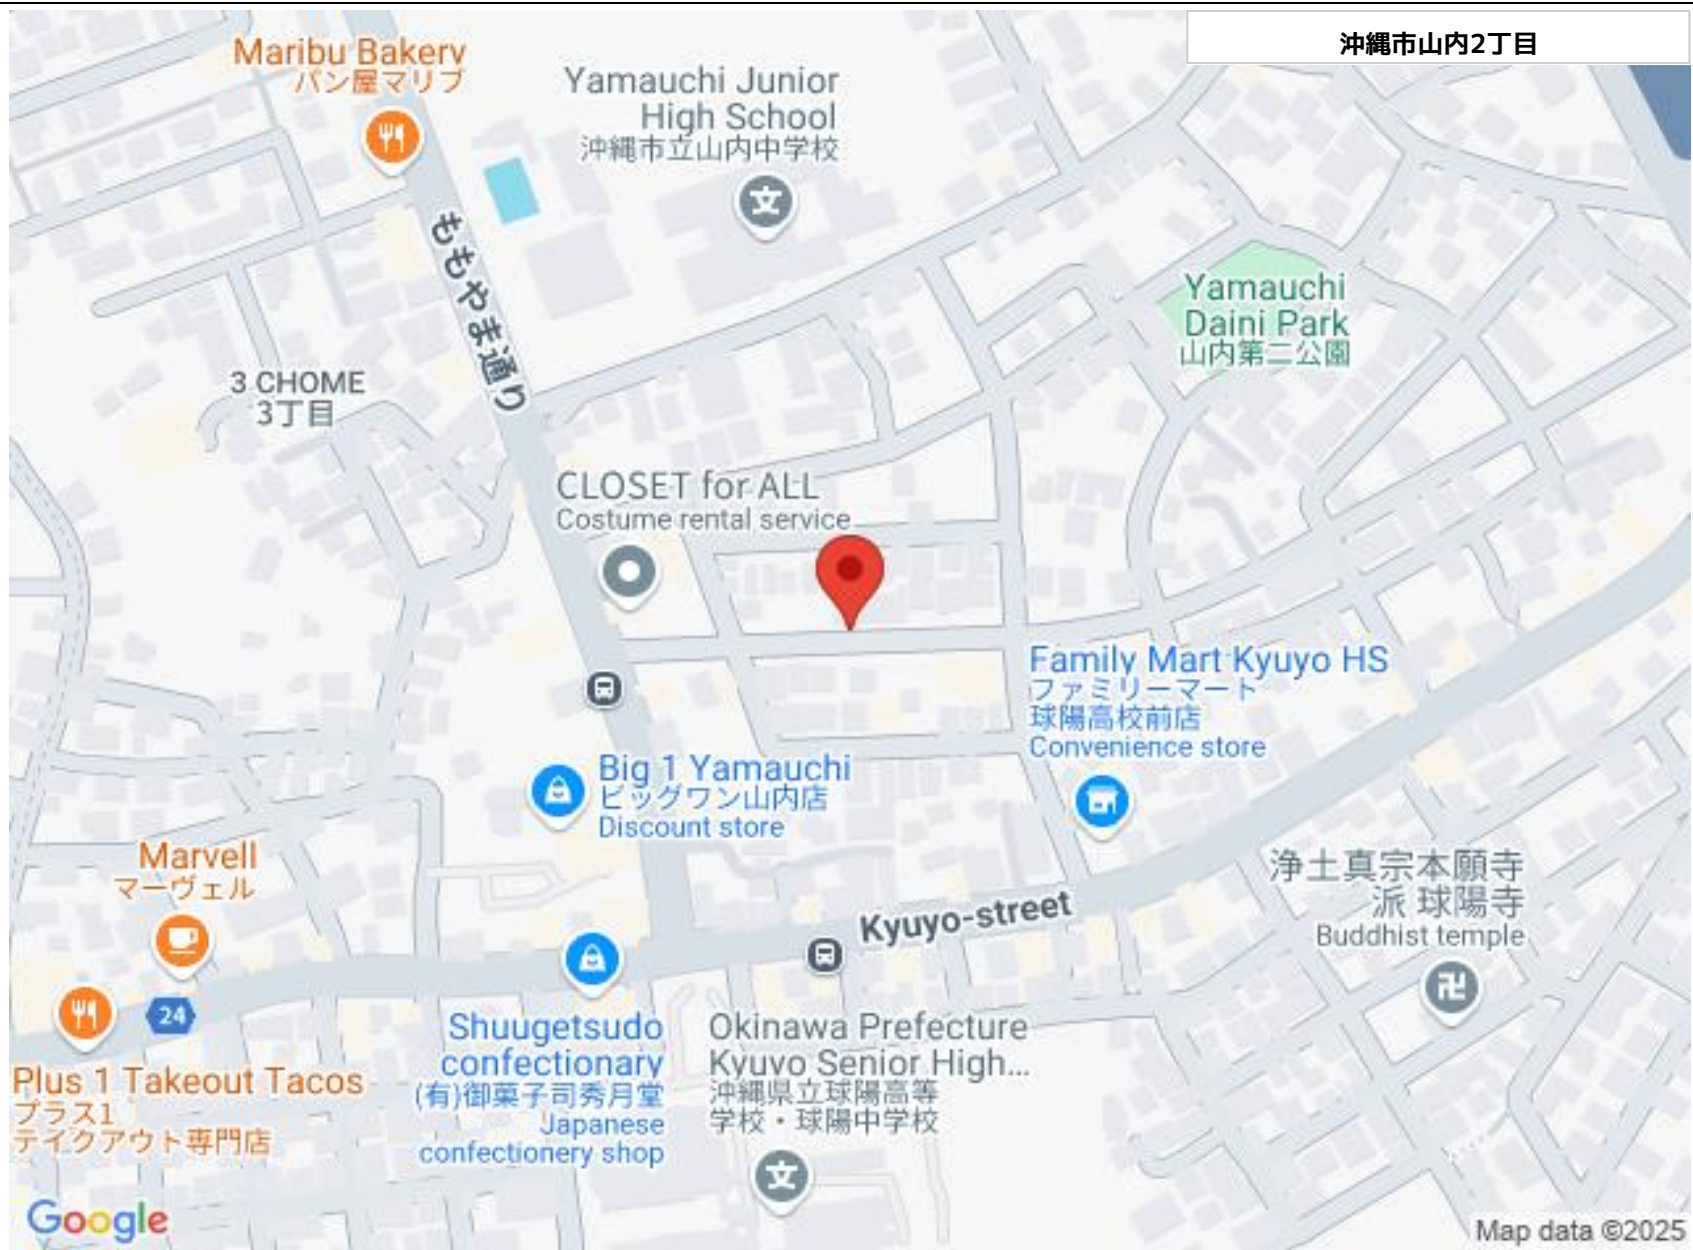 沖縄市山内2丁目
Maribu Bakery
パン屋マリブ
Yamauchi Junior
High School
沖縄市立山内中学校
ももやま通り
Yamauchi
Daini Park
山内第二公園
3 CHOME
3丁目
CLOSET for ALL
Costume rental service
Family Mart Kyuyo HS
ファミリーマート
球陽高校前店
Convenience store
Big 1 Yamauchi
ビッグワン山内店
Discount store
Marvell
マーヴェル
浄土真宗本願寺
派 球陽寺
Buddhist temple
Kyuyo-street
24
Shuugetsudo
confectionary
(有)御菓子司秀月堂
Japanese
confectionery shop
Okinawa Prefecture
Kyuyo Senior High...
沖縄県立球陽高等
学校・球陽中学校
Plus 1 Takeout Tacos
プラス1
テイクアウト専門店
Google
Map data ©2025